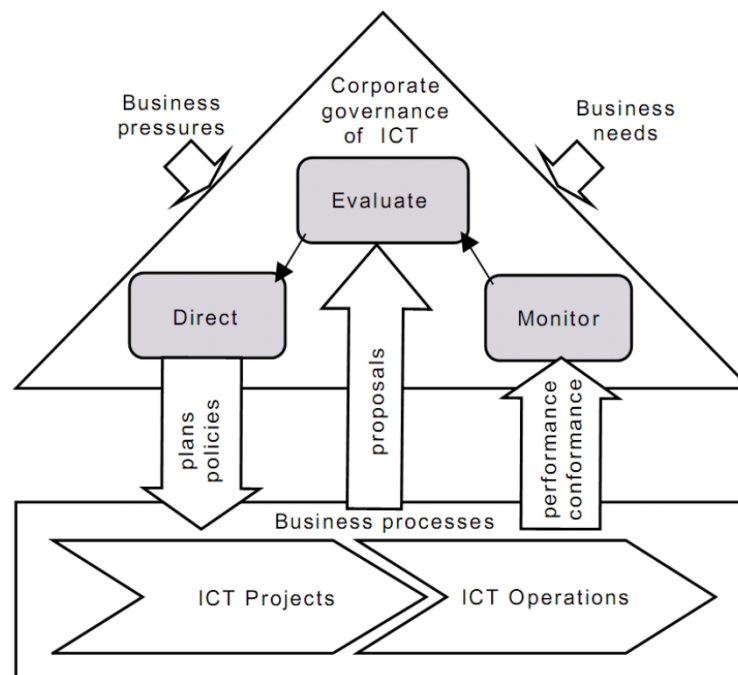 Corporate
governance
of ICT
Business
pressures
Business
needs
Evaluate
Direct
Monitor
plans
policies
proposals
performance
conformance
Business processes
ICT Projects
ICT Operations